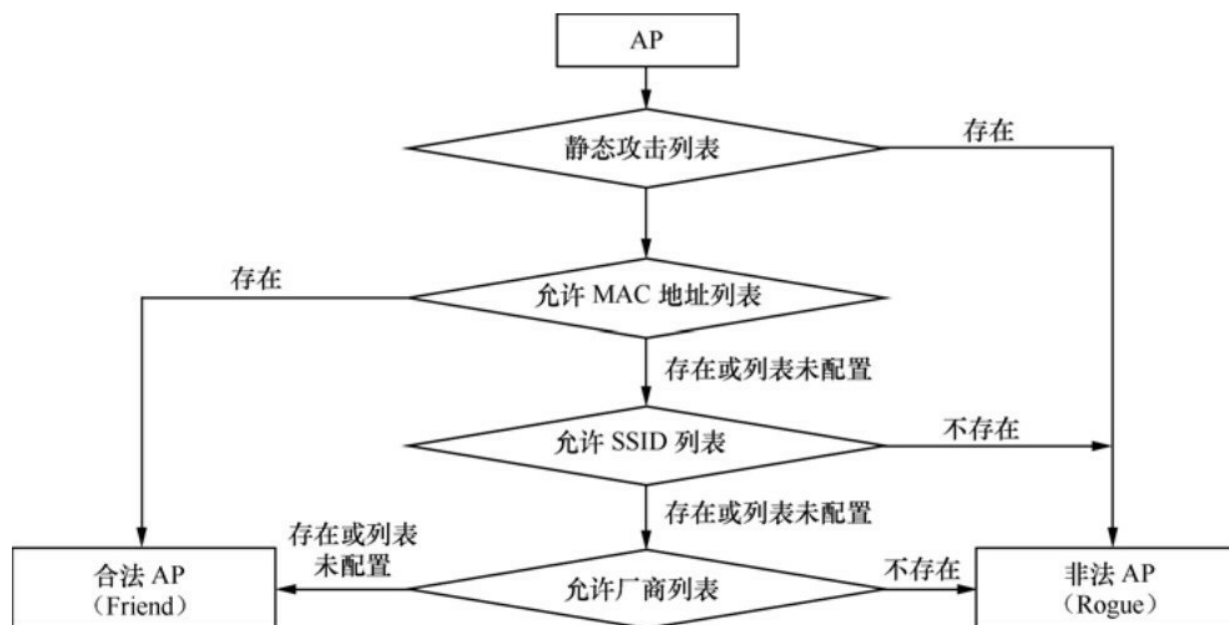 AP
静态攻击列表
存在
存在
允许 MAC 地址列表
存在或列表未配置
允许 SSID 列表
不存在
存在或列表未配置
存在或列表
未配置
允许厂商列表
不存在
合法 AP
（Friend）
非法 AP
（Rogue）